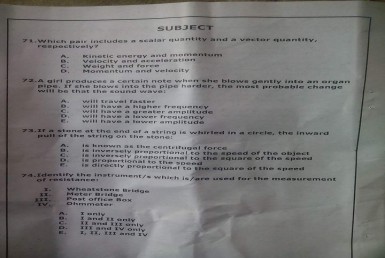 SUBJECT
71. Which pair includes a scalar quantity and a vector quantity,
respectively?
A. Kinetic energy and momentum
B. Velocity and acceleration
C. Weight and force
D. Momentum and velocity
72. A girl produces a certain note when she blows gently into an organ
pipe. If she blows into the pipe harder, the most probable change
will be that the sound wave:
A. will travel faster
B. will have a higher frequency
C. will have a greater amplitude
D. will have a lower frequency
E. will have a lower amplitude
73. If a stone at the end of a string is whirled in a circle, the inward
pull of the string on the stone:
A. is known as the centrifugal force
B. is inversely proportional to the speed of the object
C. is inversely proportional to the square of the speed
D. is proportional to the speed
E. is directly proportional to the square of the speed
74. Identify the instrument/s which is/are used for the measurement
of resistance:
I. Wheatstone Bridge
II. Meter Bridge
III. Post office Box
IV. Ohmmeter
A. I only
B. I and II only
C. II and III only
D. III and IV only
E. I, II, III and IV